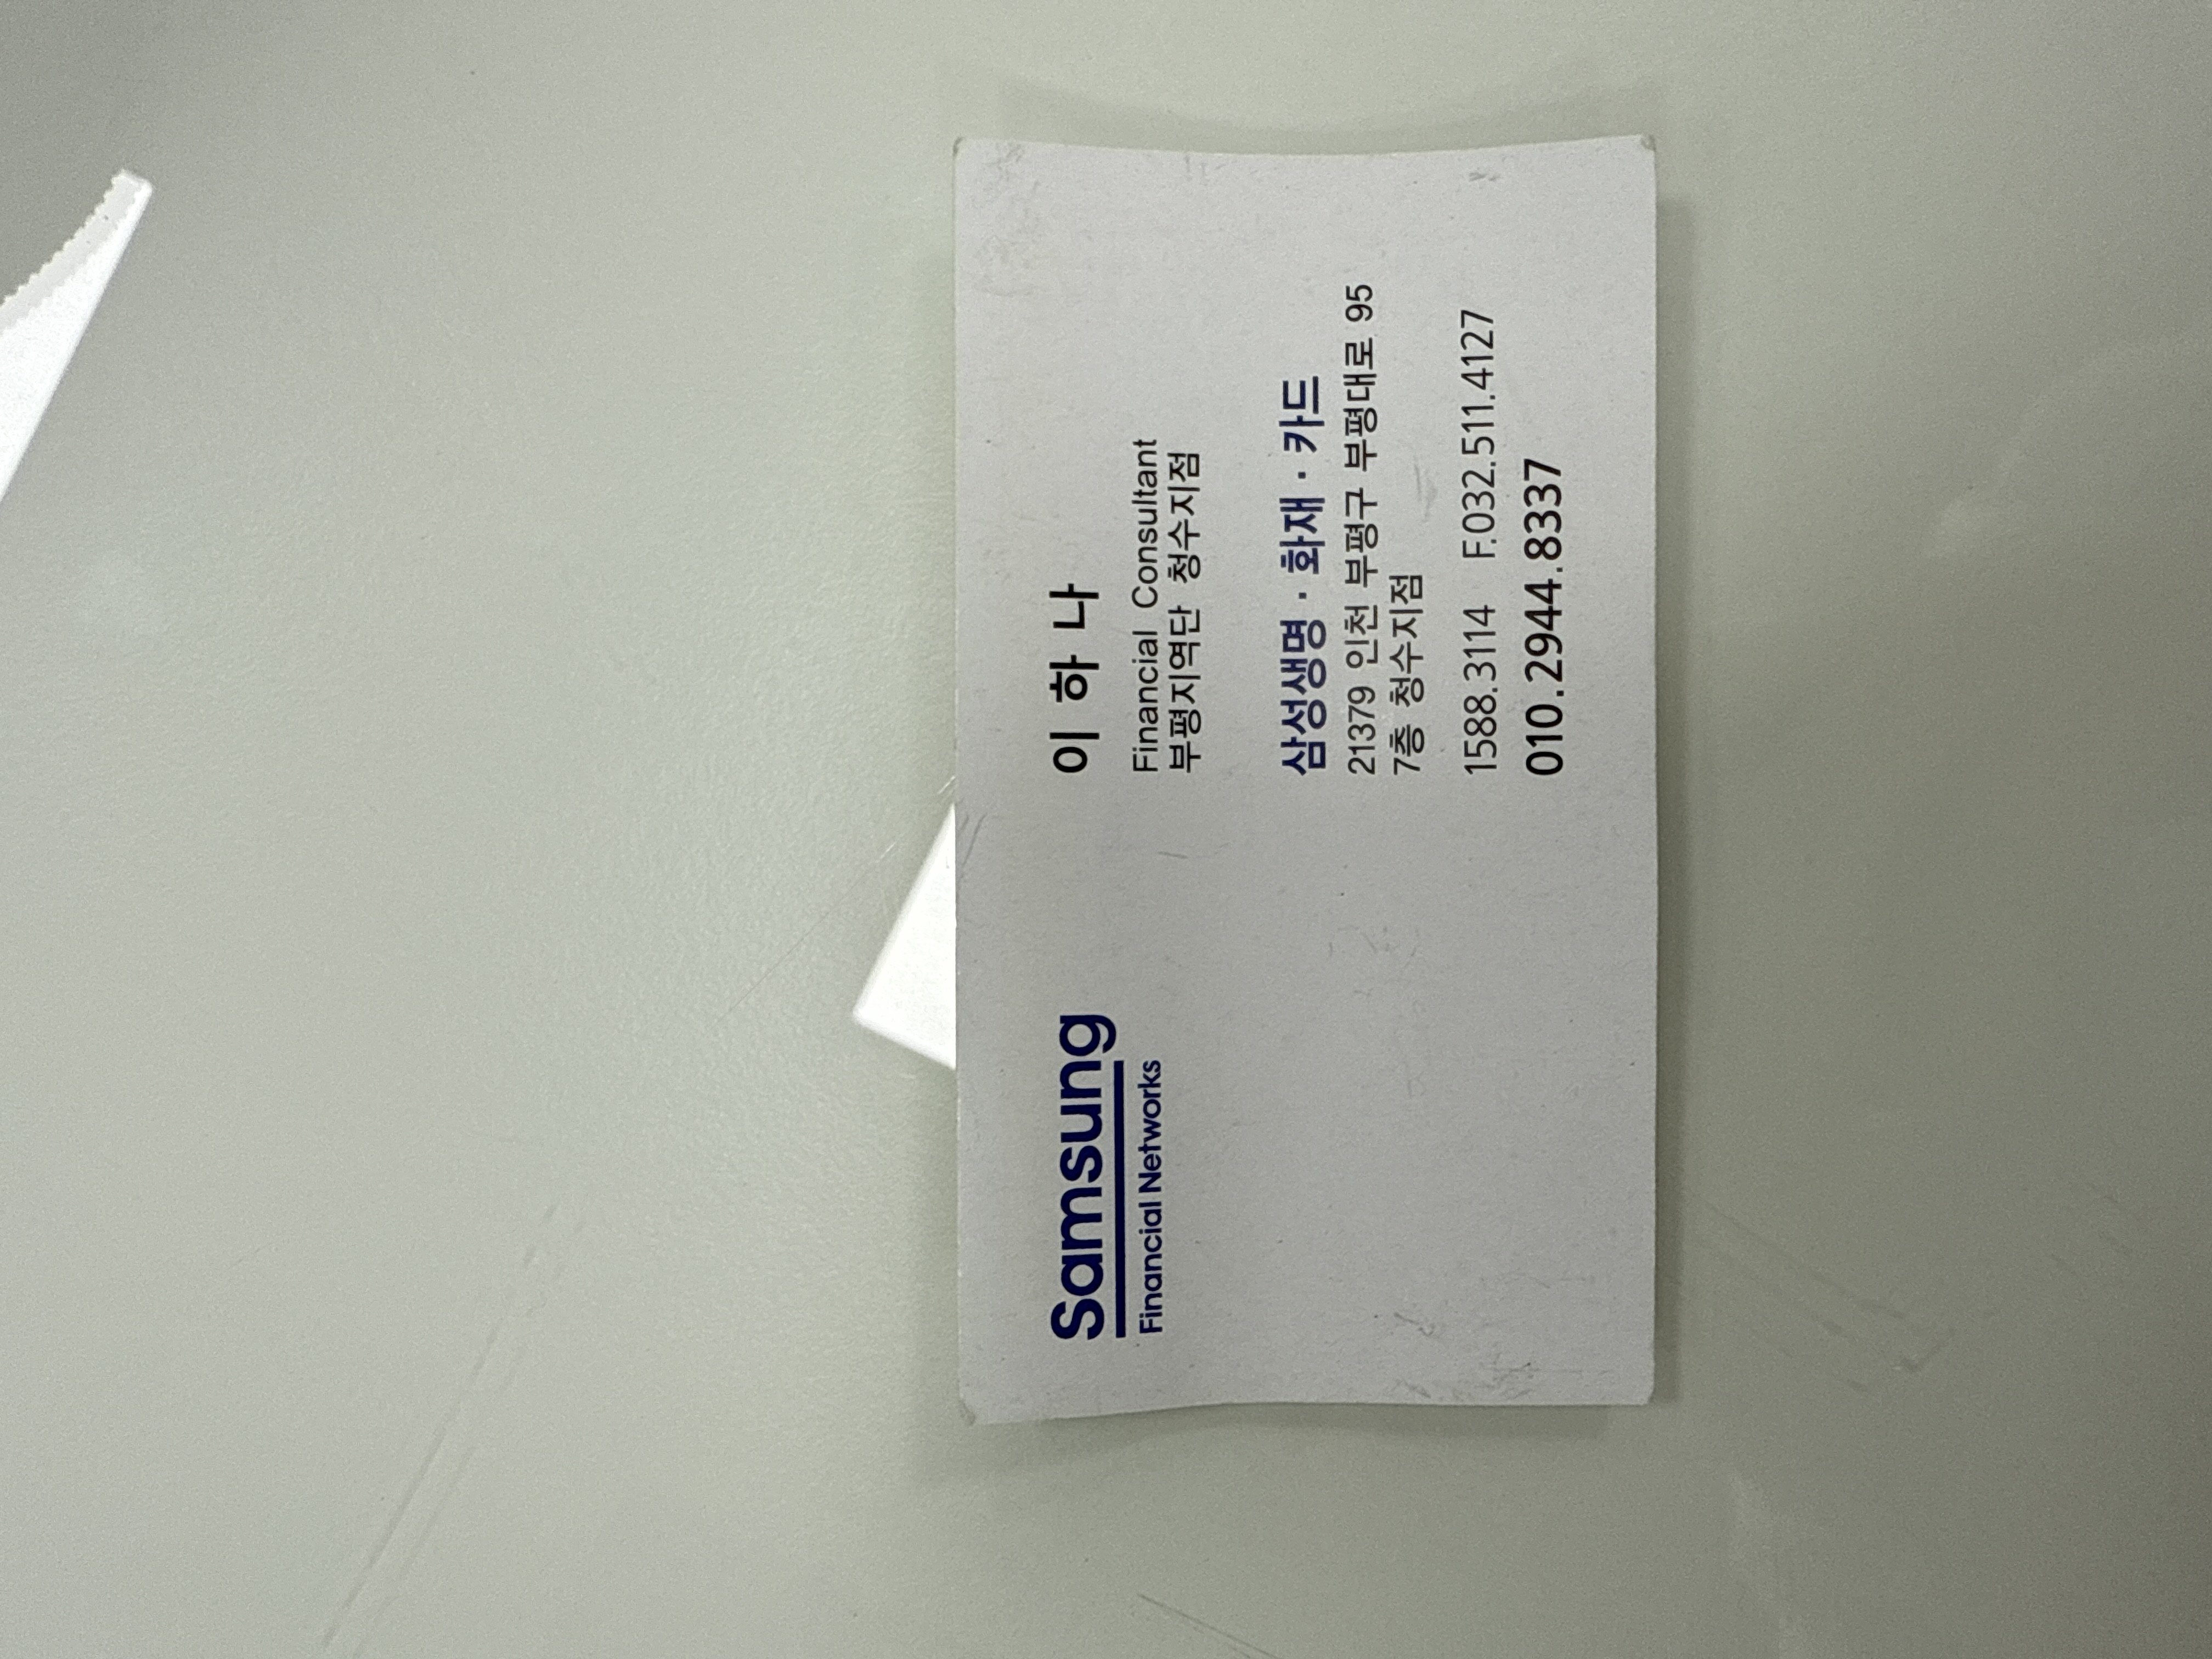 Samsung
Financial Networks
이하나
Financial Consultant
부평지역단 청수지점
삼성생명 · 화재 · 카드
21379 인천 부평구 부평대로 95
7층 청수지점
1588.3114 F.032.511.4127
010.2944.8337